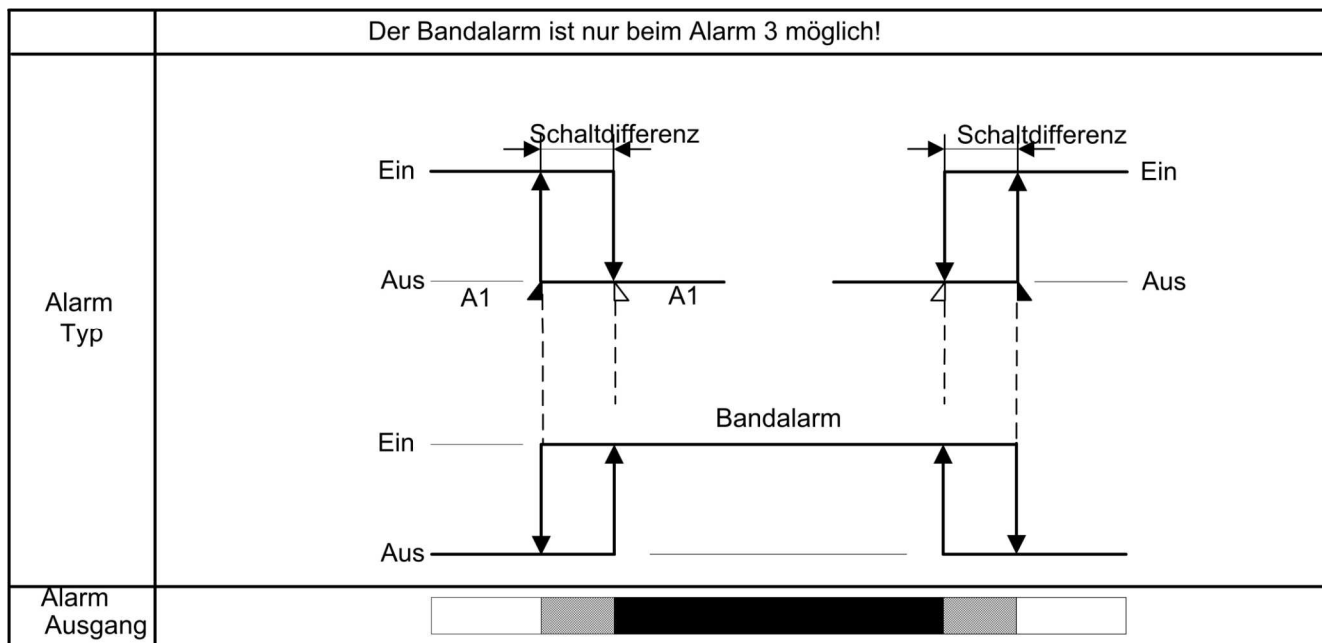 Der Bandalarm ist nur beim Alarm 3 möglich!
Schaltdifferenz
Schaltdifferenz
Ein
Ein
Aus
A1
A1
Aus
Alarm
Typ
Bandalarm
Ein
Aus
Alarm
Ausgang